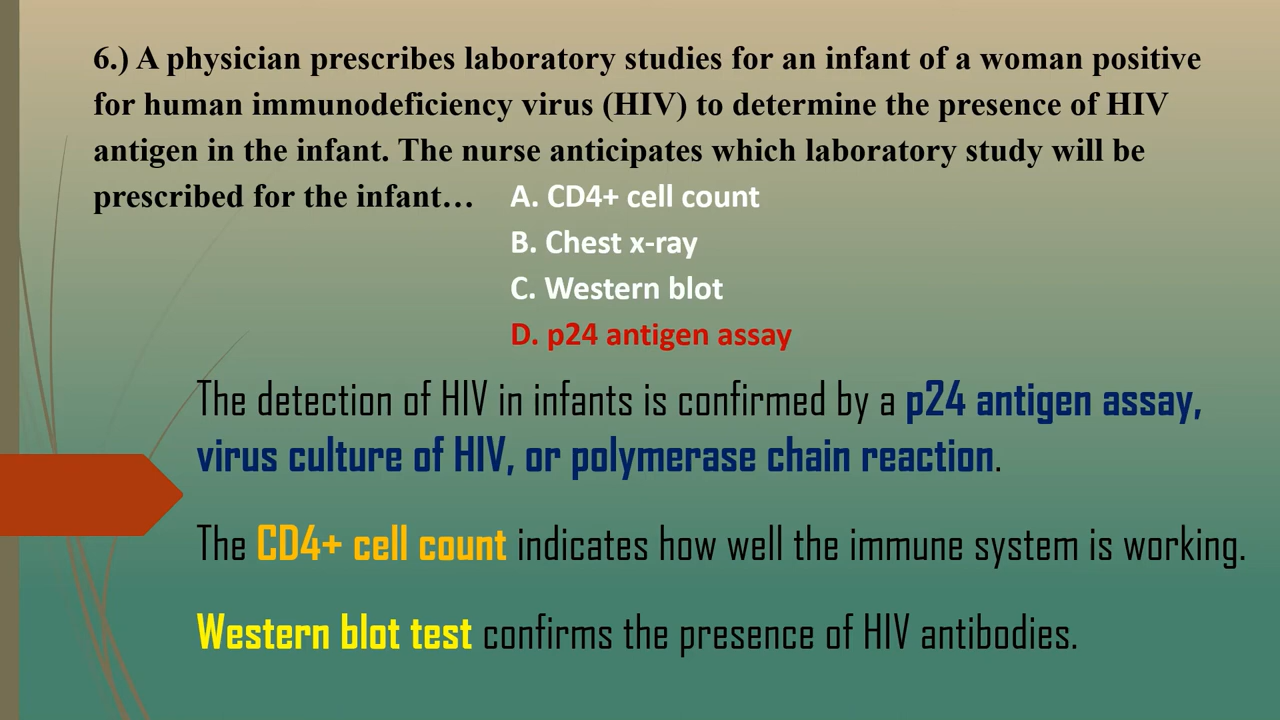 6.) A physician prescribes laboratory studies for an infant of a woman positive
for human immunodeficiency virus (HIV) to determine the presence of HIV
antigen in the infant. The nurse anticipates which laboratory study will be
prescribed for the infant… A. CD4+ cell count
B. Chest x-ray
C. Western blot
D. p24 antigen assay
The detection of HIV in infants is confirmed by a p24 antigen assay,
virus culture of HIV, or polymerase chain reaction.
The CD4+ cell count indicates how well the immune system is working.
Western blot test confirms the presence of HIV antibodies.